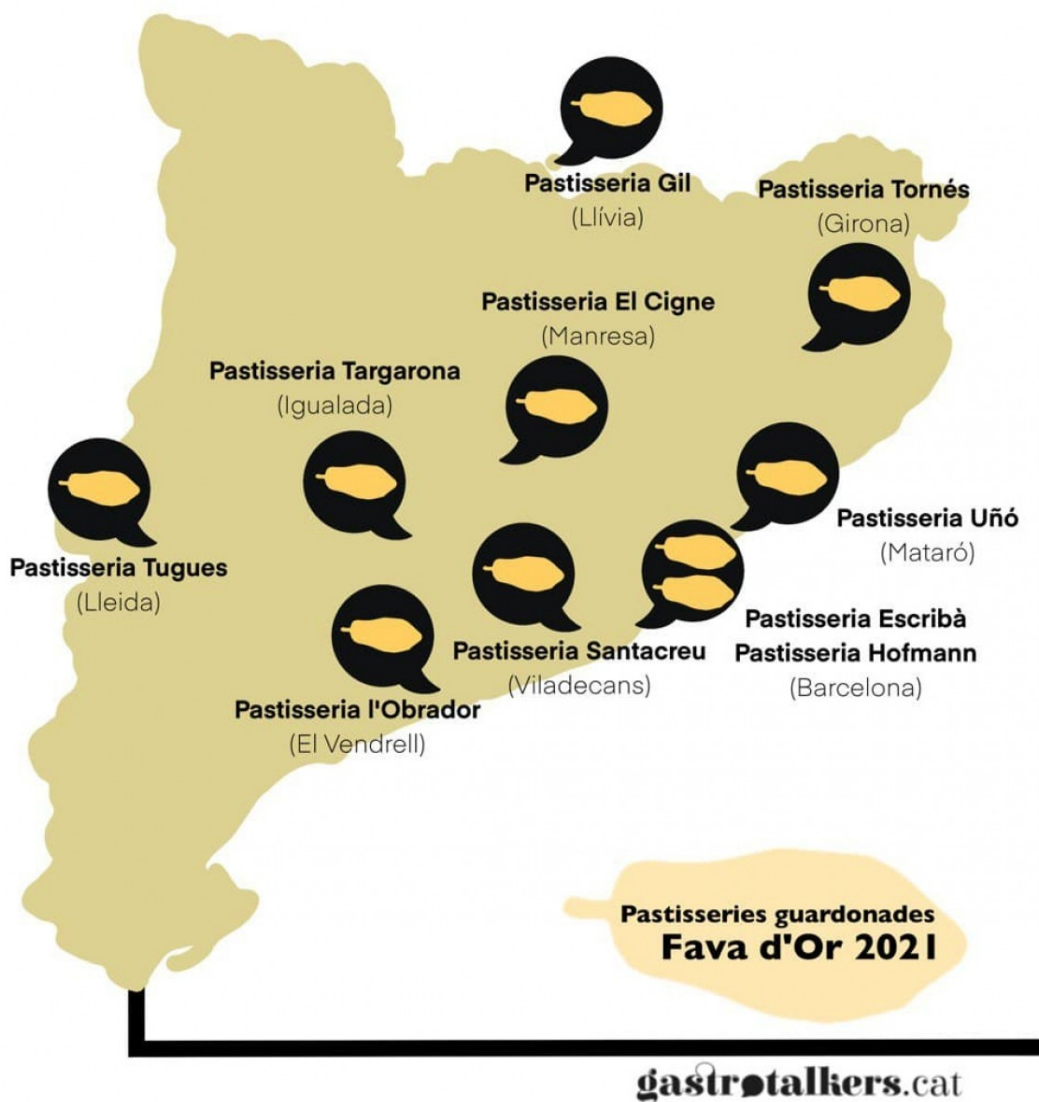 Pastisseria Gil
(Llívia)
Pastisseria Tornés
(Girona)
Pastisseria El Cigne
(Manresa)
Pastisseria Targarona
(Igualada)
Pastisseria Uñó
(Mataró)
Pastisseria Tugues
(Lleida)
Pastisseria Escribà
Pastisseria Hofmann
(Barcelona)
Pastisseria Santacreu
(Viladecans)
Pastisseria l'Obrador
(El Vendrell)
Pastisseries guardonades
Fava d'Or 2021
gastrotalkers.cat